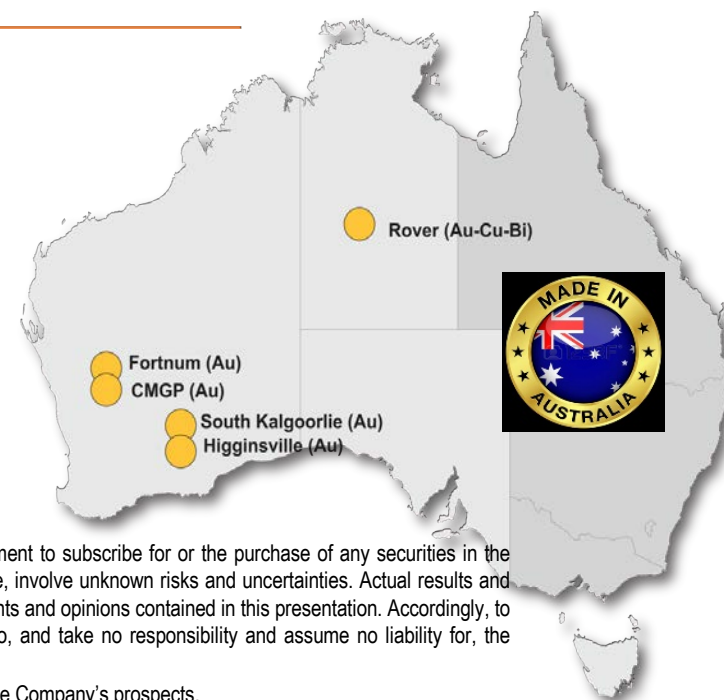 Rover (Au-Cu-Bi)
MADE IN
AUSTRALIA
Fortnum (Au)
CMGP (Au)
South Kalgoorlie (Au)
Higginsville (Au)
ment to subscribe for or the purchase of any securities in the
e, involve unknown risks and uncertainties. Actual results and
nts and opinions contained in this presentation. Accordingly, to
o, and take no responsibility and assume no liability for, the
e Company's prospects.